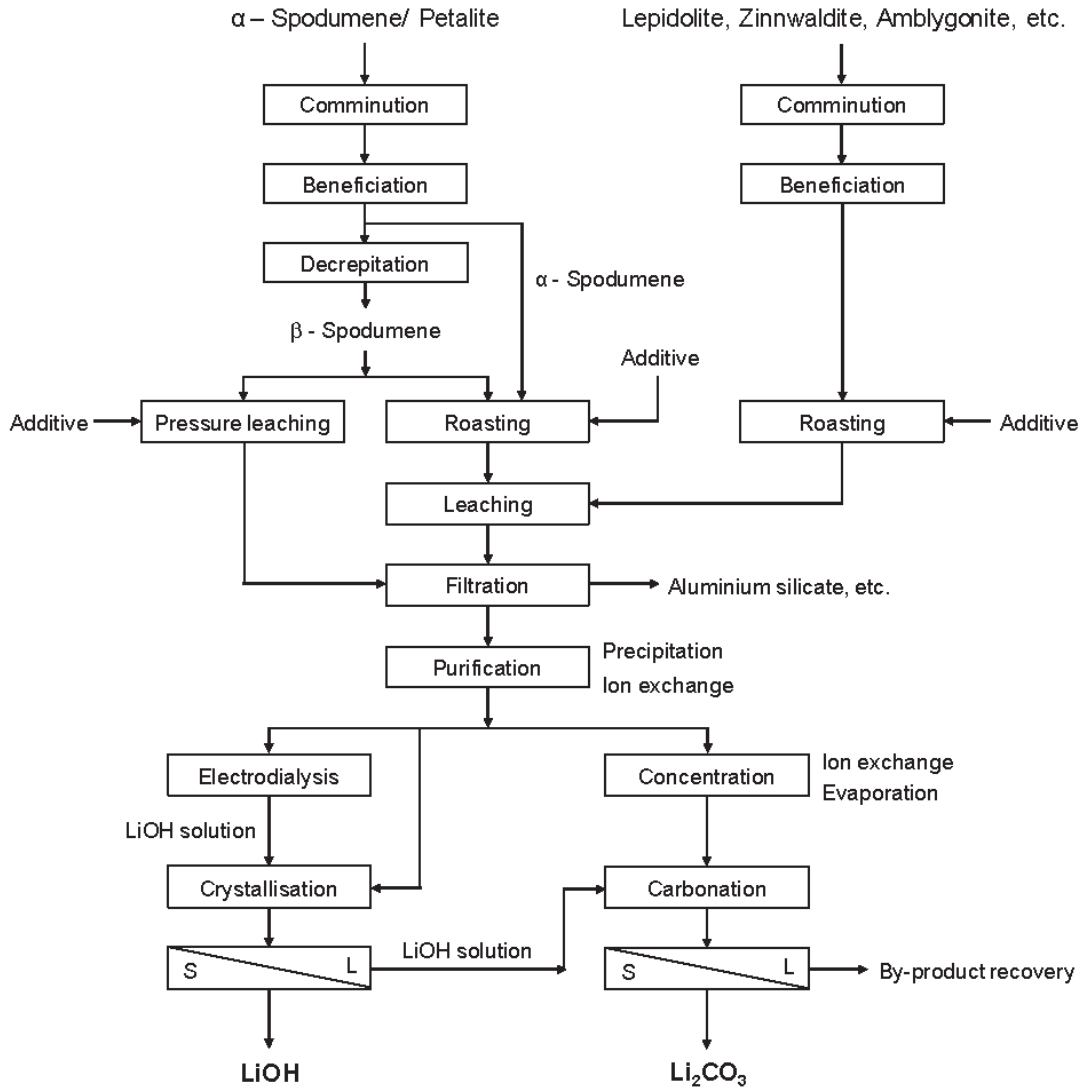 α – Spodumene/ Petalite
Lepidolite, Zinnwaldite, Amblygonite, etc.
Comminution
Comminution
Beneficiation
Beneficiation
Decrepitation
α - Spodumene
β - Spodumene
Additive
Additive
Pressure leaching
Roasting
Roasting
Additive
Leaching
Filtration
Aluminium silicate, etc.
Purification
Precipitation
Ion exchange
Electrodialysis
Concentration
Ion exchange
Evaporation
LiOH solution
Crystallisation
Carbonation
S
L
LiOH solution
S
L
By-product recovery
LiOH
Li₂CO₃